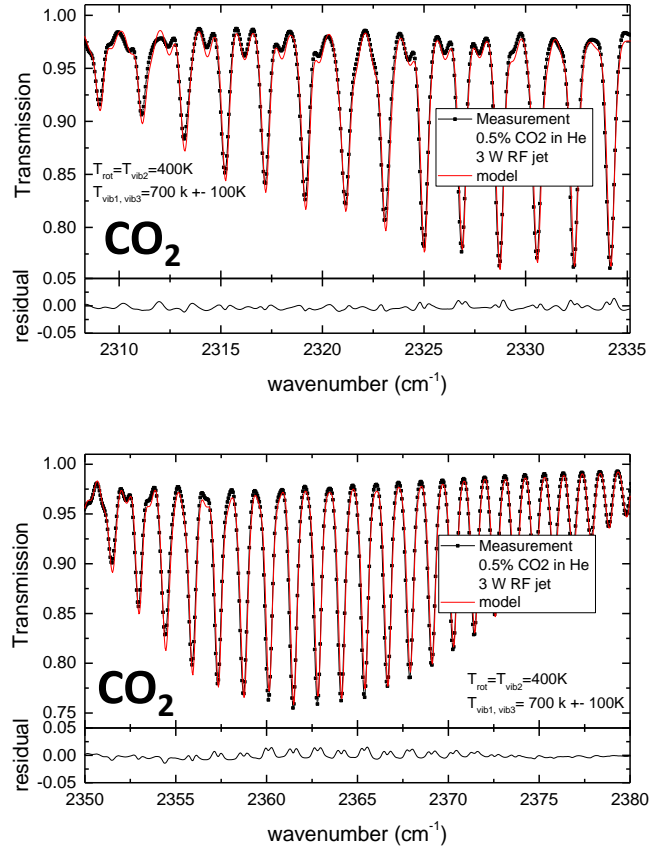 1.00
0.95
0.90
0.85
0.80
0.05
0.00
-0.05
Transmission
residual
Measurement
0.5% CO2 in He
3 W RF jet
model
T_rot=T_vib2=400K
T_vib1, vib3=700 k +- 100K
CO₂
2310 2315 2320 2325 2330 2335
wavenumber (cm⁻¹)
1.00
0.95
0.90
0.85
0.80
0.75
0.05
0.00
-0.05
Transmission
residual
Measurement
0.5% CO2 in He
3 W RF jet
model
T_rot=T_vib2=400K
T_vib1, vib3= 700 k +- 100K
CO₂
2350 2355 2360 2365 2370 2375 2380
wavenumber (cm⁻¹)